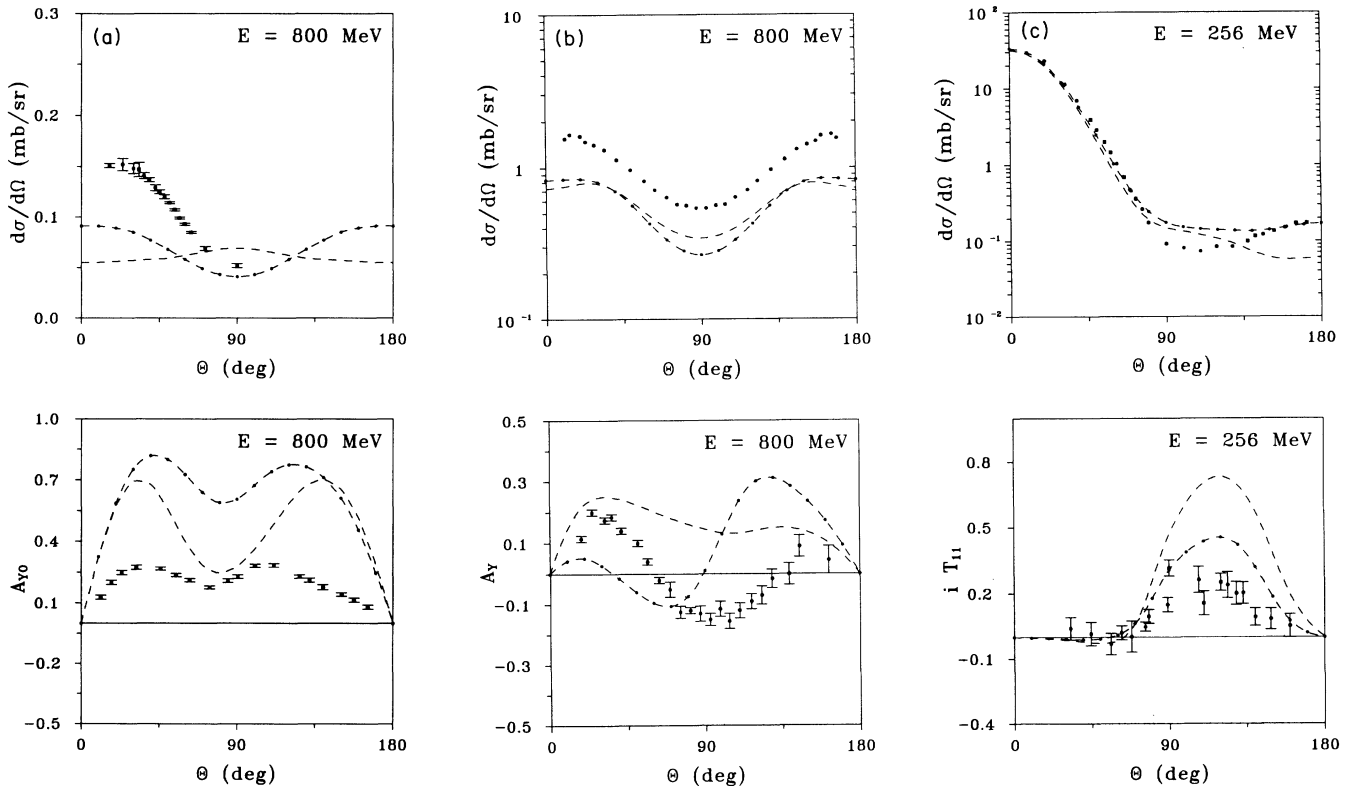 (a) E = 800 MeV
dσ/dΩ (mb/sr)
0.3
0.2
0.1
0.0
0 90 180
Θ (deg)
(b) E = 800 MeV
dσ/dΩ (mb/sr)
10
1
10⁻¹
0 90 180
Θ (deg)
(c) E = 256 MeV
dσ/dΩ (mb/sr)
10²
10
1
10⁻¹
10⁻²
0 90 180
Θ (deg)
E = 800 MeV
A_Y0
1.0
0.7
0.4
0.1
−0.2
−0.5
0 90 180
Θ (deg)
E = 800 MeV
A_Y
0.5
0.3
0.1
−0.1
−0.3
−0.5
0 90 180
Θ (deg)
E = 256 MeV
i T₁₁
0.8
0.5
0.2
−0.1
−0.4
0 90 180
Θ (deg)